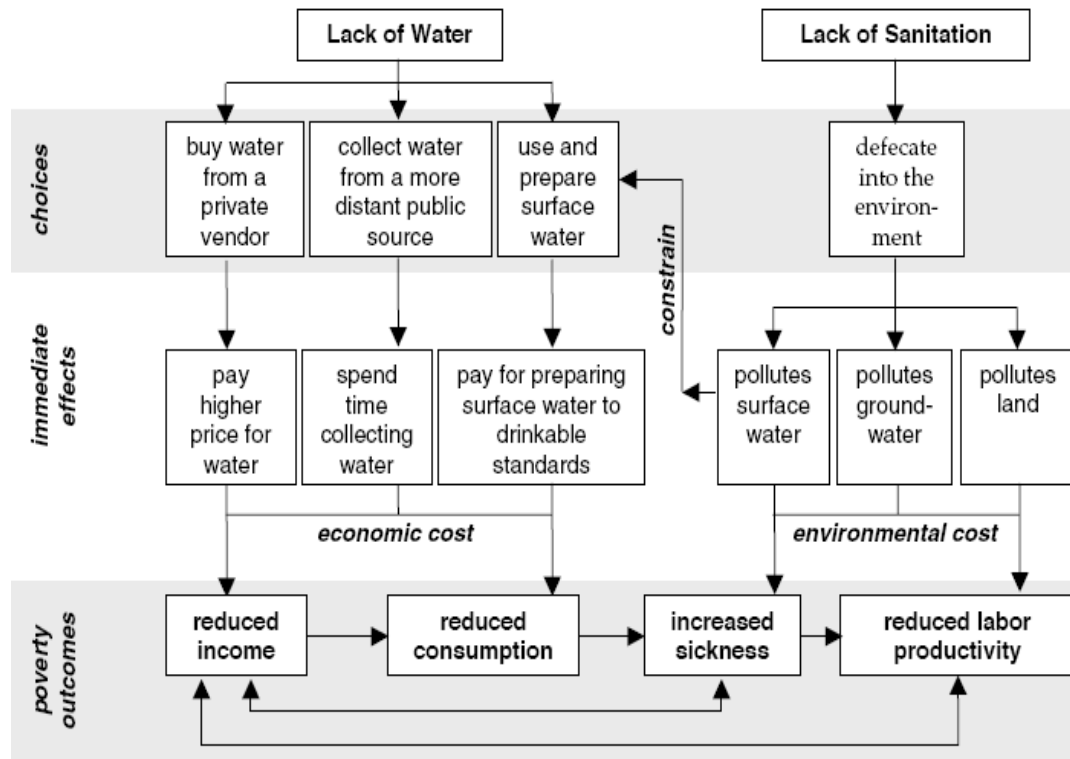 Lack of Water
Lack of Sanitation
choices
buy water
from a
private
vendor
collect water
from a more
distant public
source
use and
prepare
surface
water
defecate
into the
environ-
ment
constrain
immediate
effects
pay
higher
price for
water
spend
time
collecting
water
pay for preparing
surface water to
drinkable
standards
pollutes
surface
water
pollutes
ground-
water
pollutes
land
economic cost
environmental cost
poverty
outcomes
reduced
income
reduced
consumption
increased
sickness
reduced labor
productivity